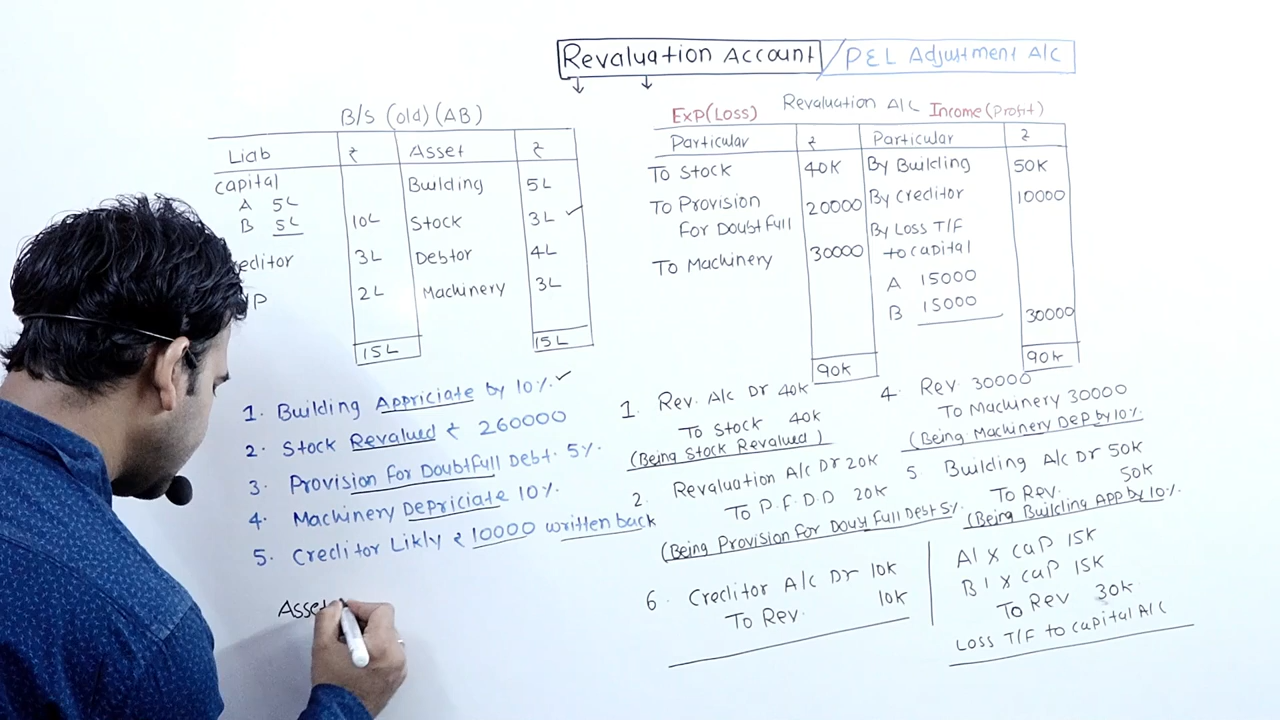 Revaluation Account / P&L Adjustment A/c
B/S (old) (AB)
Liab ₹ Asset ₹
capital Building 5L
A 5L
B 5L 10L Stock 3L ✓
editor 3L Debtor 4L
P 2L Machinery 3L
15L 15L
1. Building Appriciate by 10%. ✓
2. Stock Revalued ₹ 260000
3. Provision for Doubtfull Debt. 5%.
4. Machinery Depriciate 10%.
5. Creditor Likly ₹ 10000 written back
Asset
Exp(Loss) Revaluation A/c Income(Profit)
Particular ₹ Particular ₹
To Stock 40K By Building 50K
To Provision 20000 By Creditor 10000
For Doubtfull By Loss T/F
To Machinery 30000 to capital
A 15000
B 15000 30000
90K 90K
1. Rev. A/c Dr 40K
To Stock 40K
(Being Stock Revalued)
2. Revaluation A/c Dr 20K
To P.F.D.D 20K
(Being Provision For Doubt full Debt 5%.
4. Rev. 30000
To Machinery 30000
(Being Machinery Dep by 10%.
5 Building A/c Dr 50K
To Rev. 50K
(Being Building App by 10%.
6. Creditor A/c Dr 10K
To Rev. 10K
A1 x cap 15K
B1 x cap 15K
To Rev 30K
Loss T/F to capital A/c